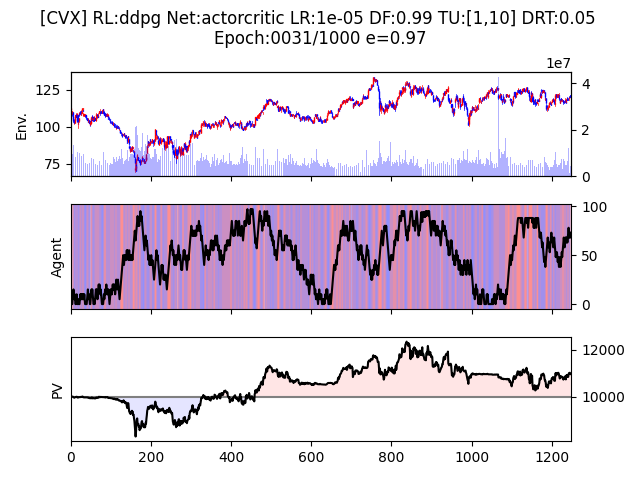 [CVX] RL:ddpg Net:actorcritic LR:1e-05 DF:0.99 TU:[1,10] DRT:0.05
Epoch:0031/1000 e=0.97
1e7
125
100
75
Env.
4
2
0
Agent
100
50
0
PV
12000
10000
0 200 400 600 800 1000 1200